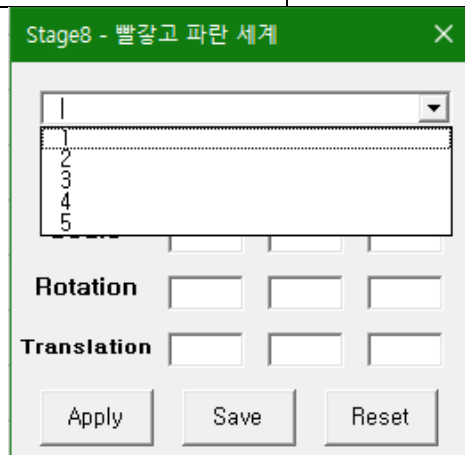 Stage8 - 빨갛고 파란 세계
1
2
3
4
5
Rotation
Translation
Apply Save Reset